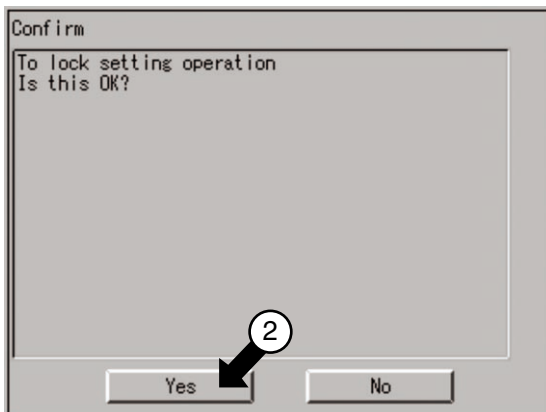 Confirm
To lock setting operation
Is this OK?
2
Yes No